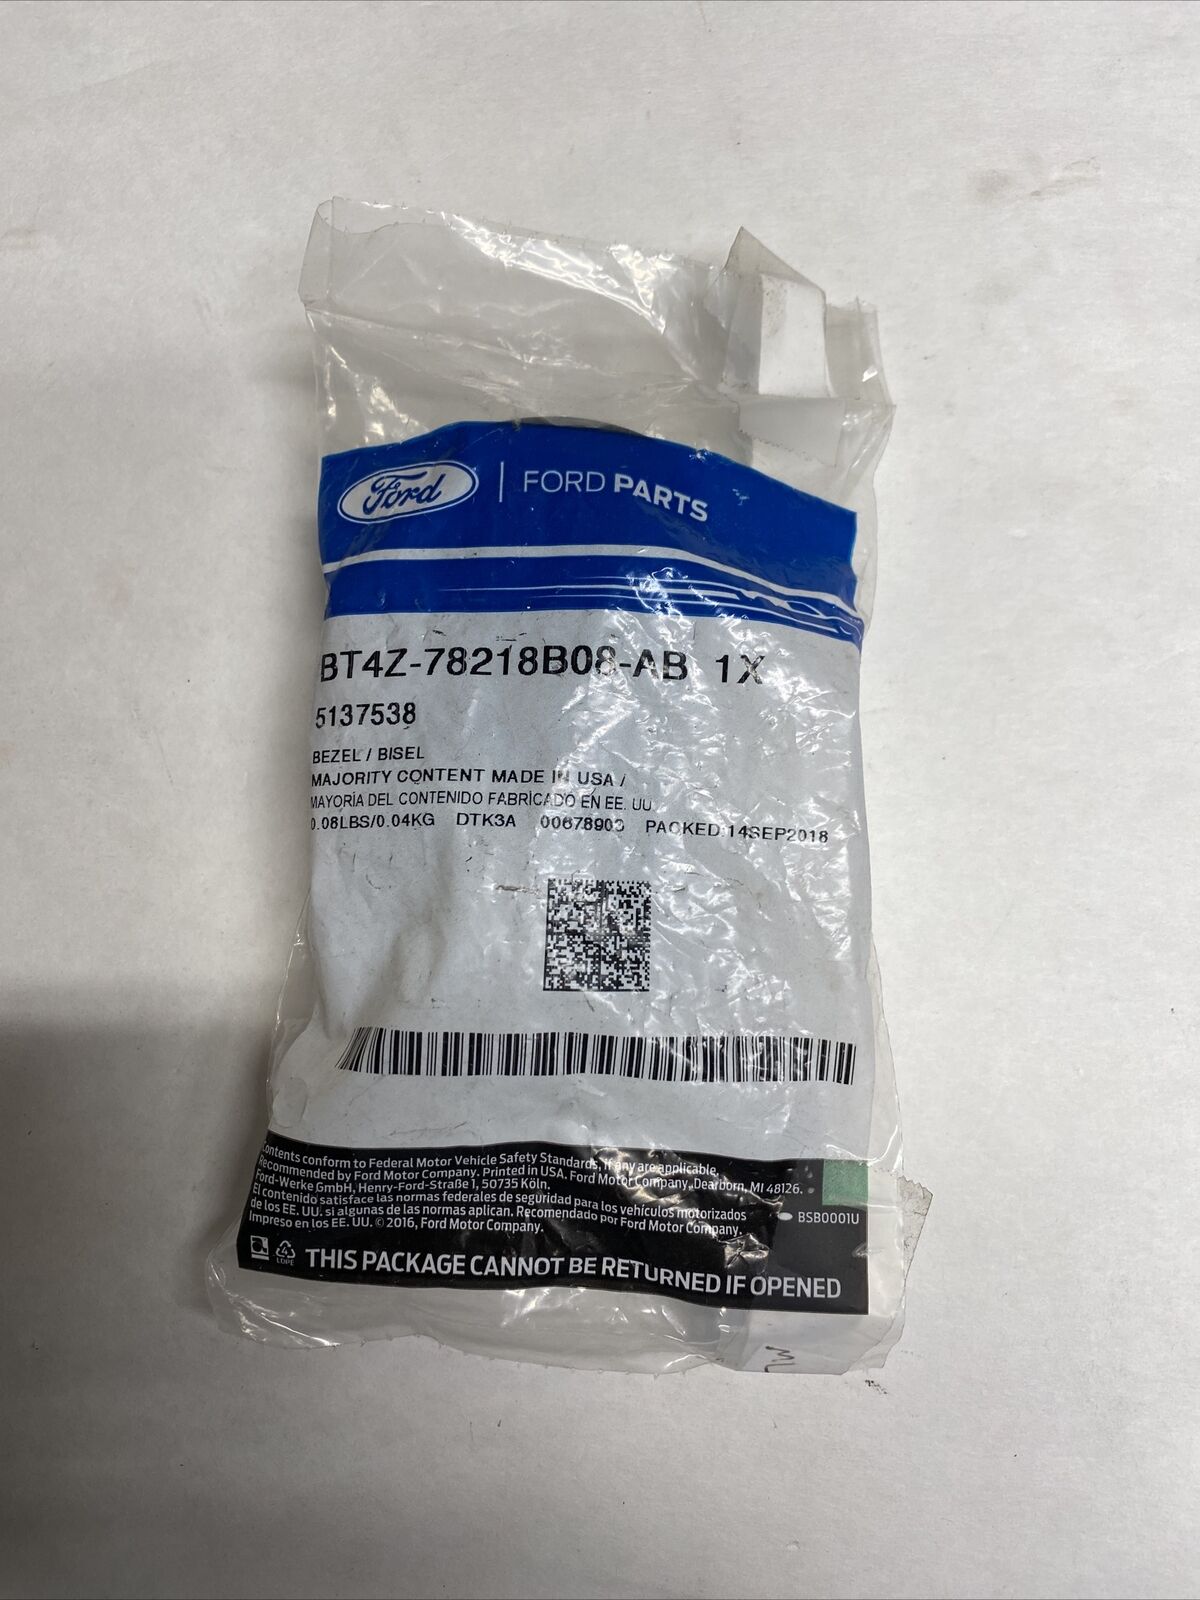 Ford | FORD PARTS
BT4Z-78218B08-AB 1X
5137538
BEZEL / BISEL
MAJORITY CONTENT MADE IN USA /
MAYORÍA DEL CONTENIDO FABRICADO EN EE. UU
0.08LBS/0.04KG DTK3A 00678903 PACKED:14SEP2018
Contents conform to Federal Motor Vehicle Safety Standards, if any are applicable.
Recommended by Ford Motor Company. Printed in USA. Ford Motor Company, Dearborn, MI 48126.
Ford-Werke GmbH, Henry-Ford-Straße 1, 50735 Köln.
El contenido satisface las normas federales de seguridad para los vehículos motorizados
de los EE. UU. si algunas de las normas aplican. Recomendado por Ford Motor Company.
Impreso en los EE. UU. © 2016, Ford Motor Company.
BSB0001U
4
LDPE
THIS PACKAGE CANNOT BE RETURNED IF OPENED